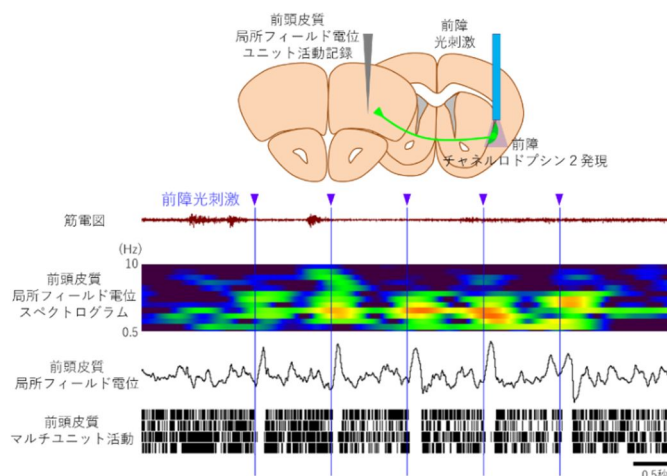 前頭皮質
局所フィールド電位
ユニット活動記録
前障
光刺激
前障
チャネルロドプシン2発現
前障光刺激
筋電図
(Hz)
10
前頭皮質
局所フィールド電位
スペクトログラム
0.5
前頭皮質
局所フィールド電位
前頭皮質
マルチユニット活動
0.5秒